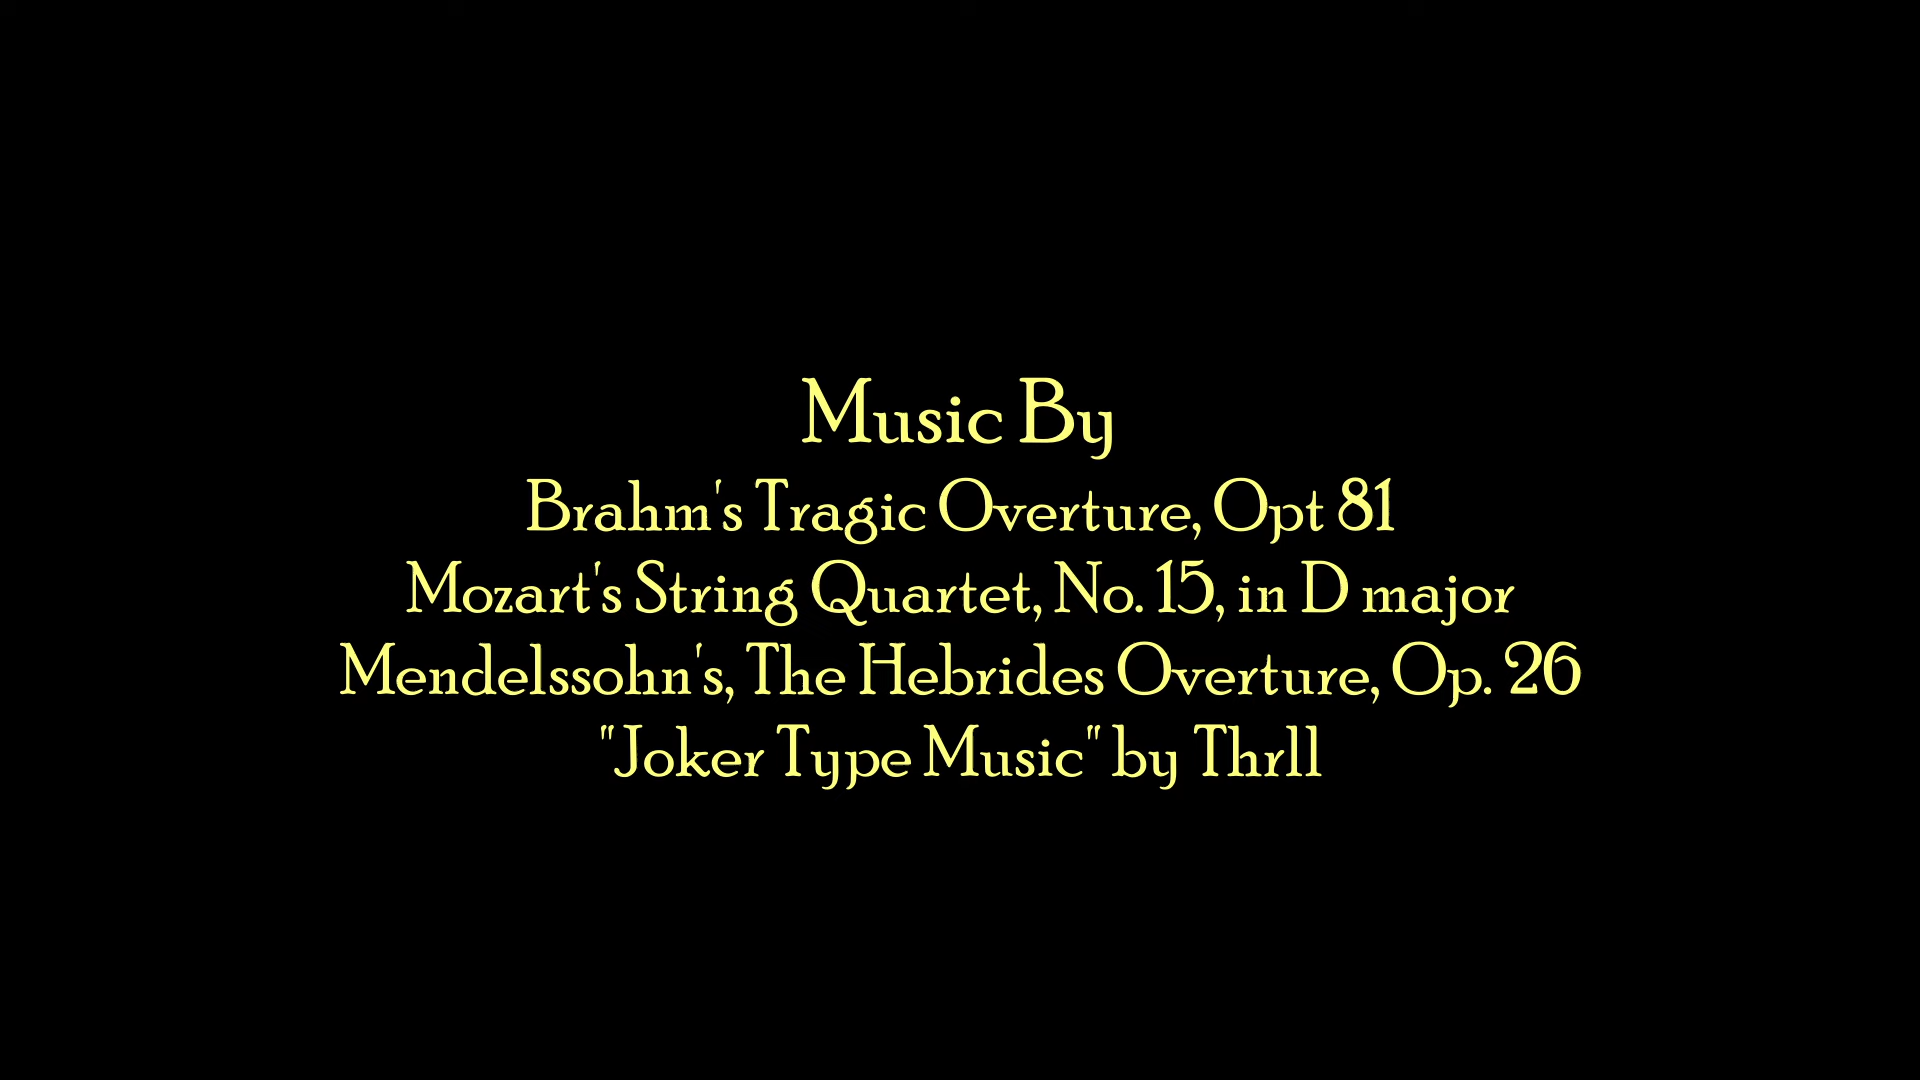 Music By
Brahm's Tragic Overture, Opt 81
Mozart's String Quartet, No. 15, in D major
Mendelssohn's, The Hebrides Overture, Op. 26
"Joker Type Music" by Thrll